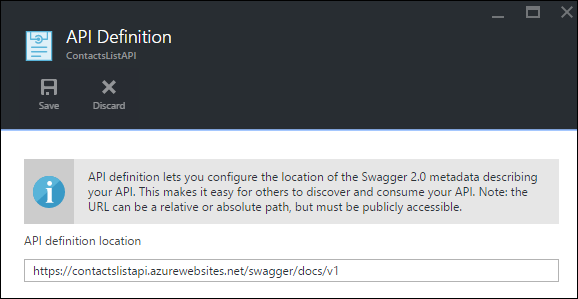 API Definition
ContactsListAPI
Save Discard
API definition lets you configure the location of the Swagger 2.0 metadata describing
your API. This makes it easy for others to discover and consume your API. Note: the
URL can be a relative or absolute path, but must be publicly accessible.
API definition location
https://contactslistapi.azurewebsites.net/swagger/docs/v1